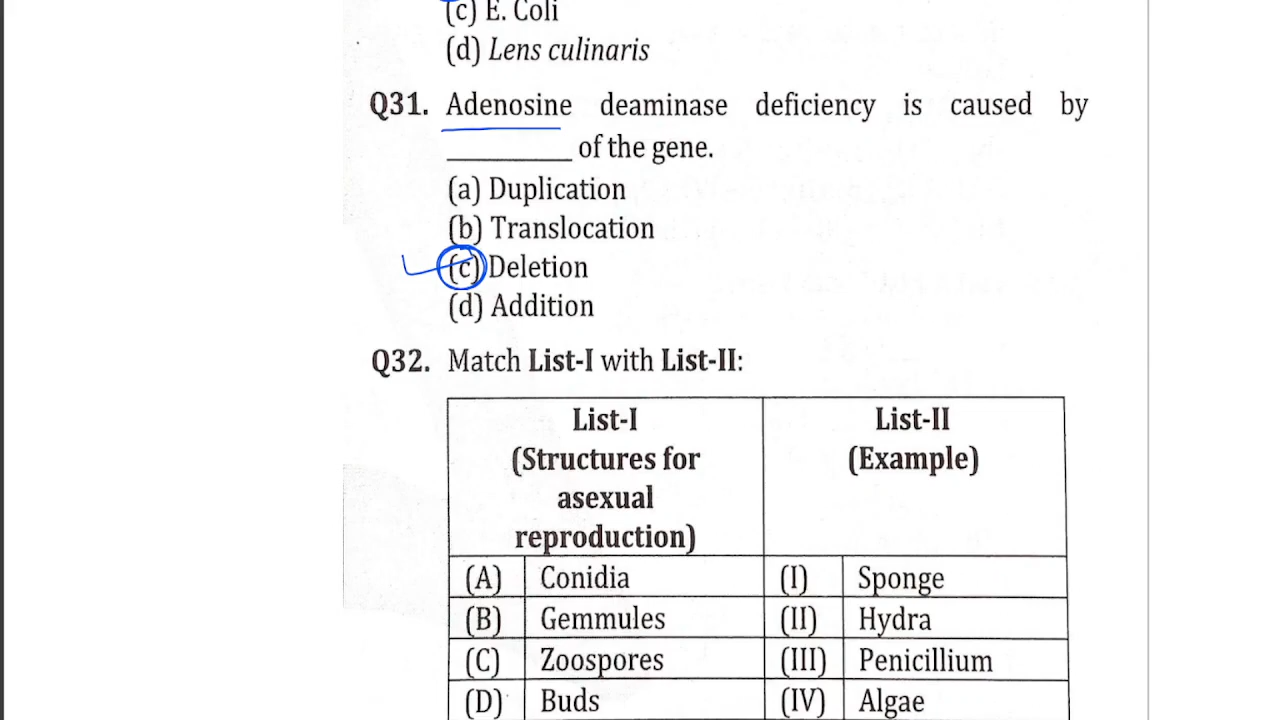 (c) E. Coli
(d) Lens culinaris
Q31. Adenosine deaminase deficiency is caused by
__________ of the gene.
(a) Duplication
(b) Translocation
(c) Deletion
(d) Addition
Q32. Match List-I with List-II:
List-I List-II
(Structures for (Example)
asexual
reproduction)
(A) Conidia (I) Sponge
(B) Gemmules (II) Hydra
(C) Zoospores (III) Penicillium
(D) Buds (IV) Algae